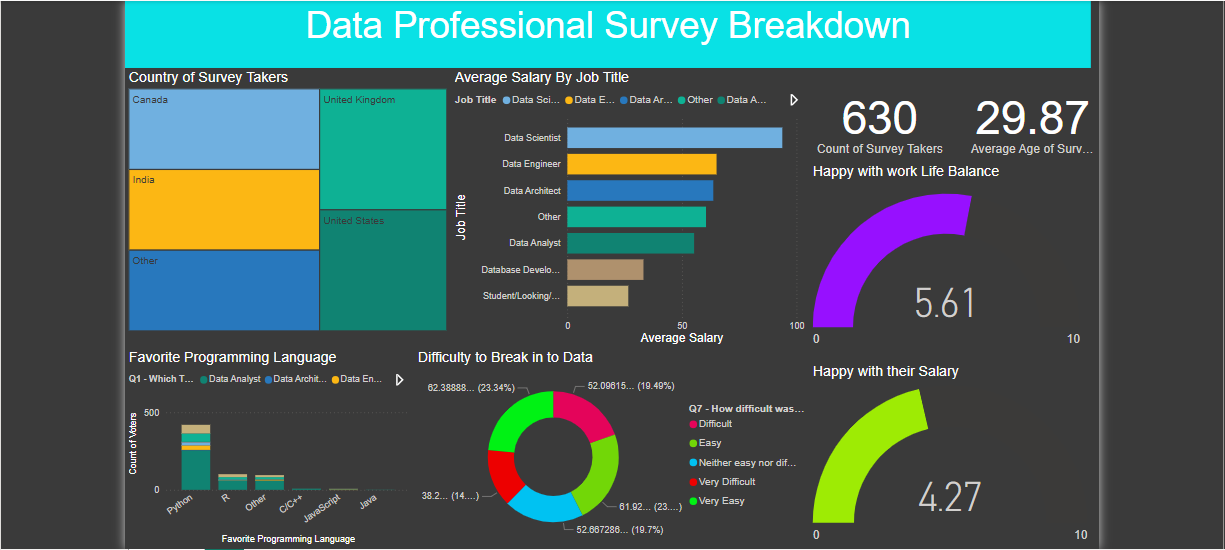 Data Professional Survey Breakdown
Country of Survey Takers
Canada
India
Other
United Kingdom
United States
Average Salary By Job Title
Job Title Data Sci... Data E... Data Ar... Other Data A...
Job Title
Data Scientist
Data Engineer
Data Architect
Other
Data Analyst
Database Develo...
Student/Looking/...
0 50 100
Average Salary
630
Count of Survey Takers
29.87
Average Age of Surv...
Happy with work Life Balance
5.61
0 10
Favorite Programming Language
Q1 - Which T... Data Analyst Data Archit... Data En...
Count of Voters
500
0
Python R Other C/C++ JavaScript Java
Favorite Programming Language
Difficulty to Break in to Data
62.38888... (23.34%)
52.09615... (19.49%)
38.2... (14....)
61.92... (23....)
52.667286... (19.7%)
Q7 - How difficult was...
Difficult
Easy
Neither easy nor dif...
Very Difficult
Very Easy
Happy with their Salary
4.27
0 10